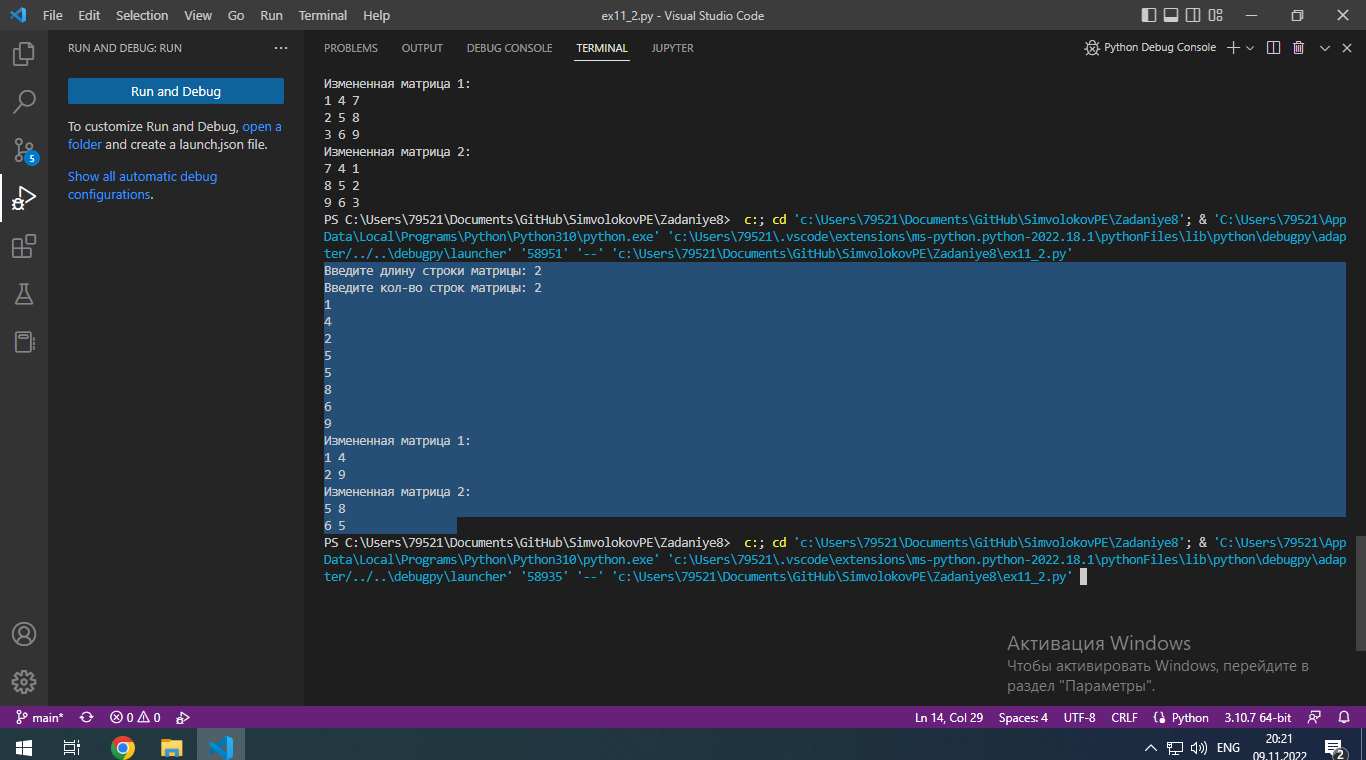 File Edit Selection View Go Run Terminal Help
ex11_2.py - Visual Studio Code
RUN AND DEBUG: RUN
Run and Debug
To customize Run and Debug, open a
folder and create a launch.json file.
Show all automatic debug
configurations.
PROBLEMS OUTPUT DEBUG CONSOLE TERMINAL JUPYTER
Python Debug Console
Измененная матрица 1:
1 4 7
2 5 8
3 6 9
Измененная матрица 2:
7 4 1
8 5 2
9 6 3
PS C:\Users\79521\Documents\GitHub\SimvolokovPE\Zadaniye8> c:; cd 'c:\Users\79521\Documents\GitHub\SimvolokovPE\Zadaniye8'; & 'C:\Users\79521\App
Data\Local\Programs\Python\Python310\python.exe' 'c:\Users\79521\.vscode\extensions\ms-python.python-2022.18.1\pythonFiles\lib\python\debugpy\adap
ter/../..\debugpy\launcher' '58951' '--' 'c:\Users\79521\Documents\GitHub\SimvolokovPE\Zadaniye8\ex11_2.py'
Введите длину строки матрицы: 2
Введите кол-во строк матрицы: 2
1
4
2
5
5
8
6
9
Измененная матрица 1:
1 4
2 9
Измененная матрица 2:
5 8
6 5
PS C:\Users\79521\Documents\GitHub\SimvolokovPE\Zadaniye8> c:; cd 'c:\Users\79521\Documents\GitHub\SimvolokovPE\Zadaniye8'; & 'C:\Users\79521\App
Data\Local\Programs\Python\Python310\python.exe' 'c:\Users\79521\.vscode\extensions\ms-python.python-2022.18.1\pythonFiles\lib\python\debugpy\adap
ter/../..\debugpy\launcher' '58935' '--' 'c:\Users\79521\Documents\GitHub\SimvolokovPE\Zadaniye8\ex11_2.py'
5
Активация Windows
Чтобы активировать Windows, перейдите в
раздел "Параметры".
main* 0 0
Ln 14, Col 29 Spaces: 4 UTF-8 CRLF Python 3.10.7 64-bit
ENG
20:21
09.11.2022
2